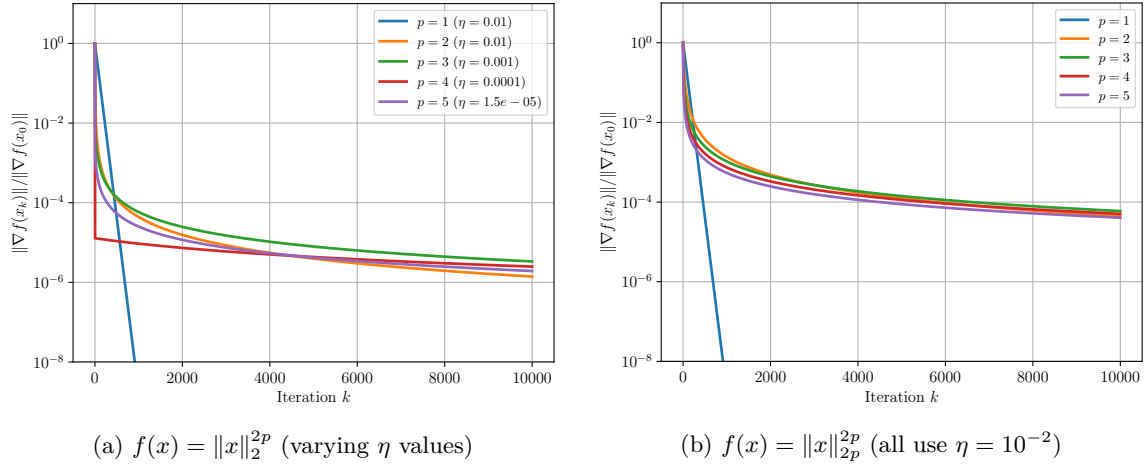 10^0
10^{-2}
10^{-4}
10^{-6}
10^{-8}
‖∇f(x_k)‖/‖∇f(x_0)‖
p = 1 (η = 0.01)
p = 2 (η = 0.01)
p = 3 (η = 0.001)
p = 4 (η = 0.0001)
p = 5 (η = 1.5e − 05)
0 2000 4000 6000 8000 10000
Iteration k
(a) f(x) = ‖x‖_2^{2p} (varying η values)
10^0
10^{-2}
10^{-4}
10^{-6}
10^{-8}
‖∇f(x_k)‖/‖∇f(x_0)‖
p = 1
p = 2
p = 3
p = 4
p = 5
0 2000 4000 6000 8000 10000
Iteration k
(b) f(x) = ‖x‖_{2p}^{2p} (all use η = 10^{-2})